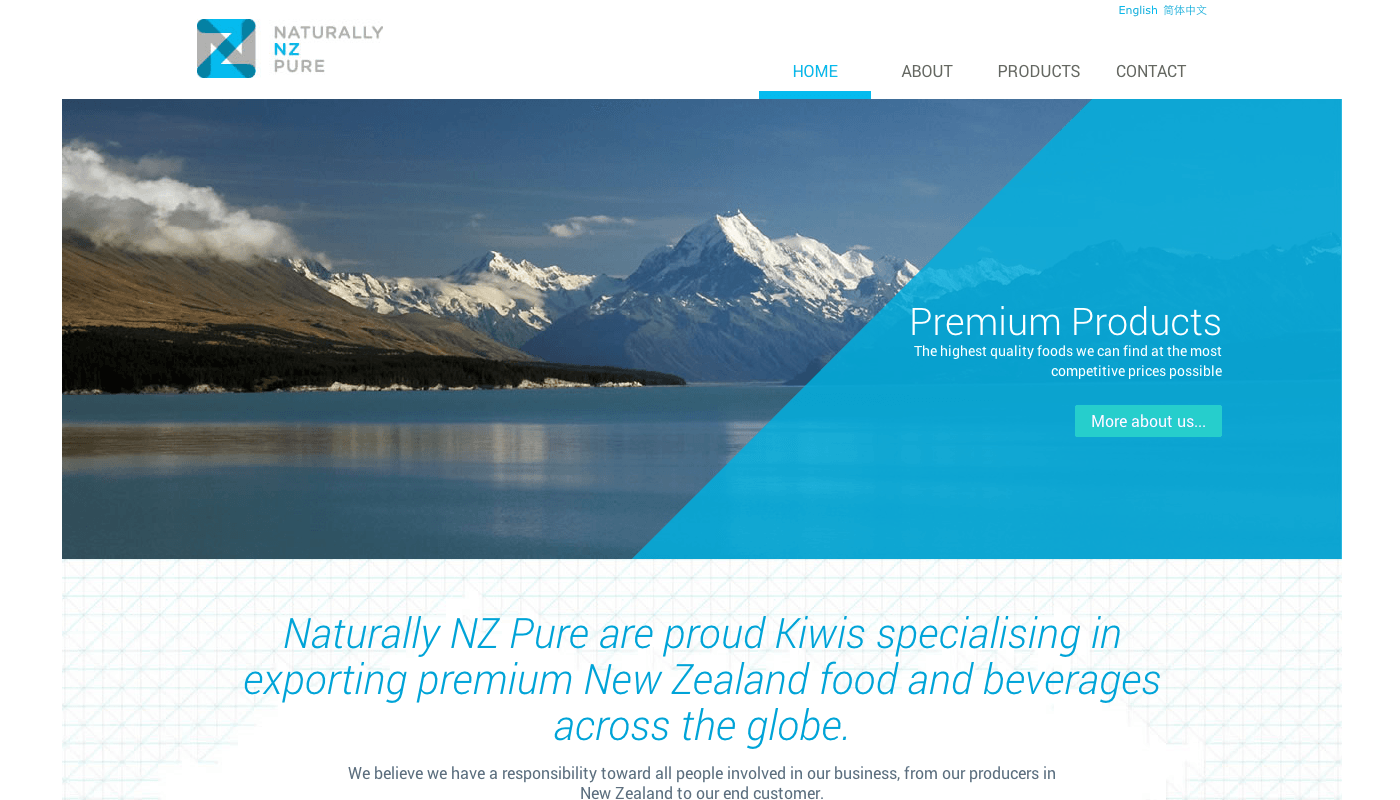 English 简体中文
NATURALLY
NZ
PURE
HOME ABOUT PRODUCTS CONTACT
Premium Products
The highest quality foods we can find at the most
competitive prices possible
More about us...
Naturally NZ Pure are proud Kiwis specialising in
exporting premium New Zealand food and beverages
across the globe.
We believe we have a responsibility toward all people involved in our business, from our producers in
New Zealand to our end customer.